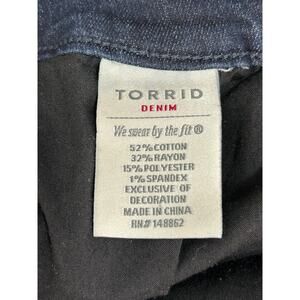 TORRID
DENIM
We swear by the fit ®
52% COTTON
32% RAYON
15% POLYESTER
1% SPANDEX
EXCLUSIVE OF
DECORATION
MADE IN CHINA
RN# 148862